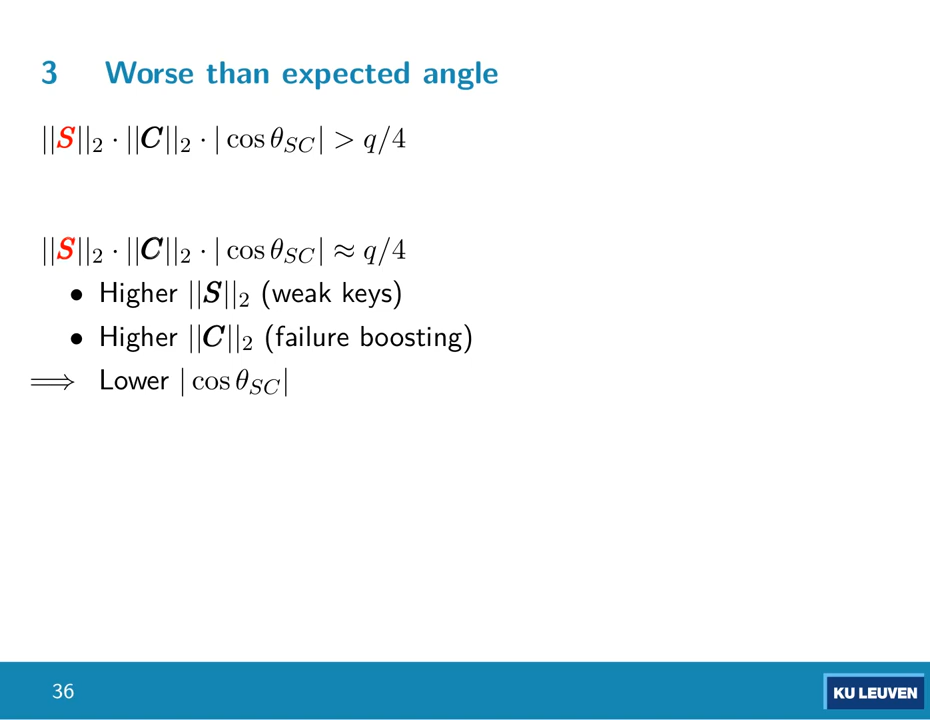 3 Worse than expected angle
||S||₂ · ||C||₂ · | cos θ_SC| > q/4
||S||₂ · ||C||₂ · | cos θ_SC| ≈ q/4
• Higher ||S||₂ (weak keys)
• Higher ||C||₂ (failure boosting)
⟹ Lower | cos θ_SC|
36
KU LEUVEN